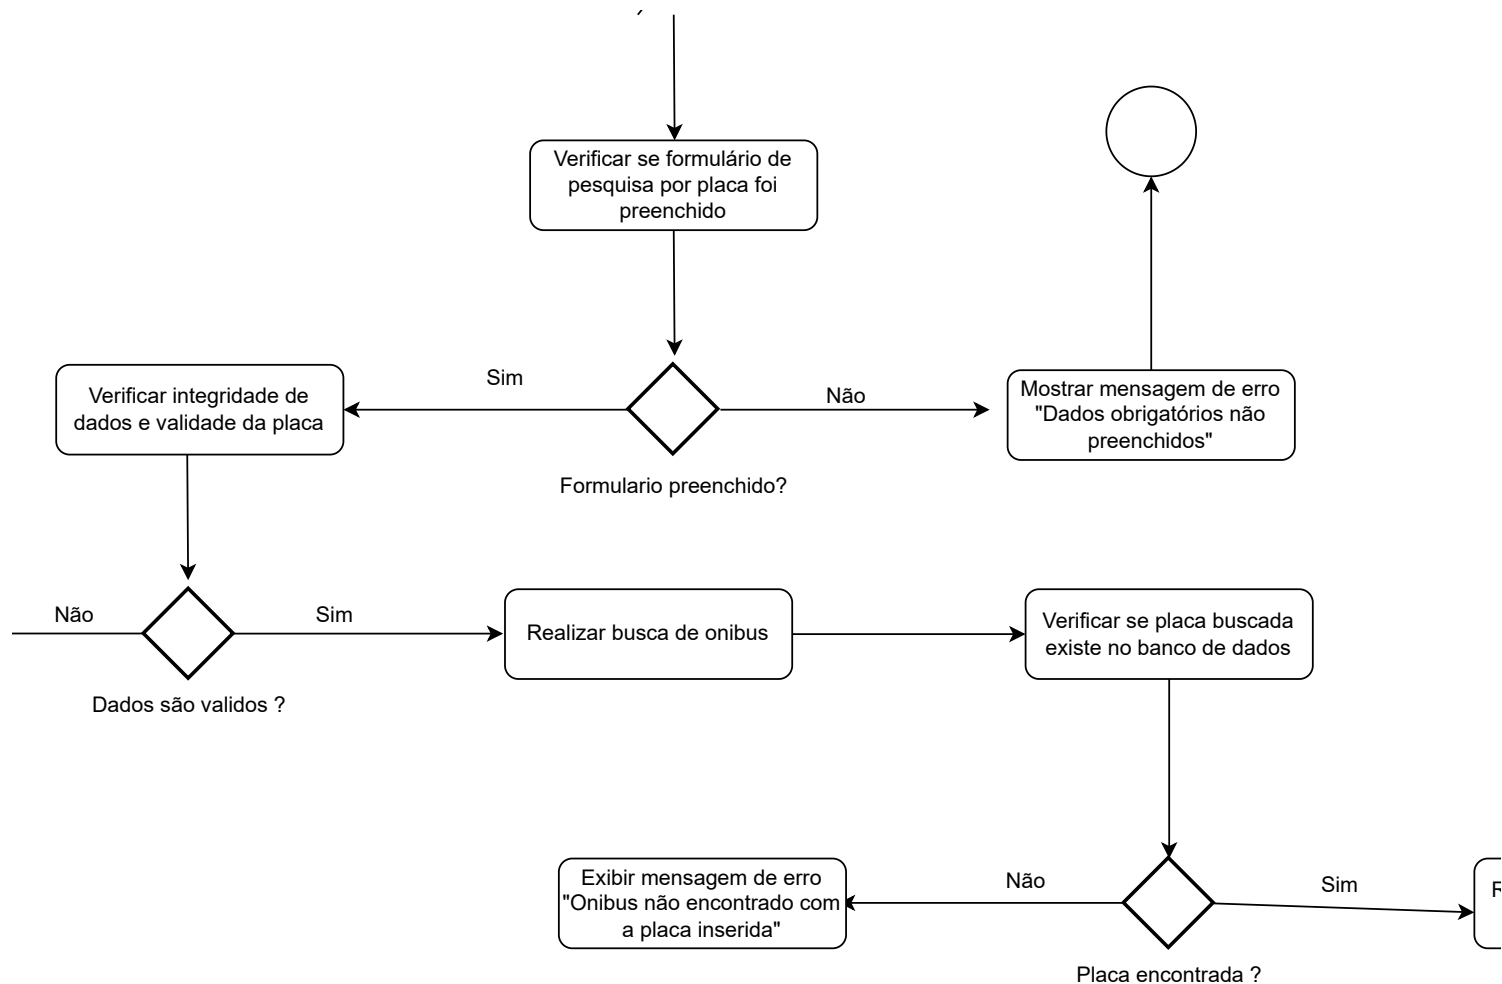 Verificar se formulário de
pesquisa por placa foi
preenchido
Sim
Não
Verificar integridade de
dados e validade da placa
Mostrar mensagem de erro
"Dados obrigatórios não
preenchidos"
Formulario preenchido?
Não
Sim
Realizar busca de onibus
Verificar se placa buscada
existe no banco de dados
Dados são validos ?
Exibir mensagem de erro
"Onibus não encontrado com
a placa inserida"
Não
Sim
Placa encontrada ?